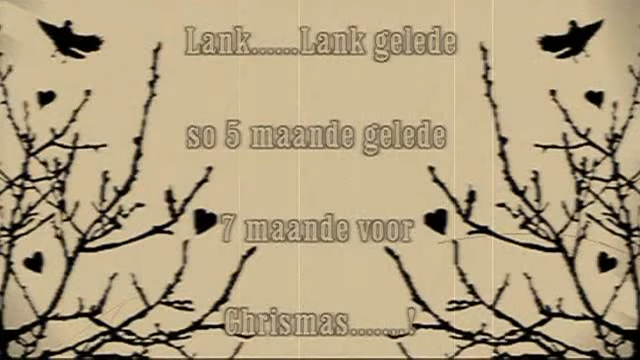 Lank......Lank gelede
so 5 maande gelede
7 maande voor
Chrismas.......!